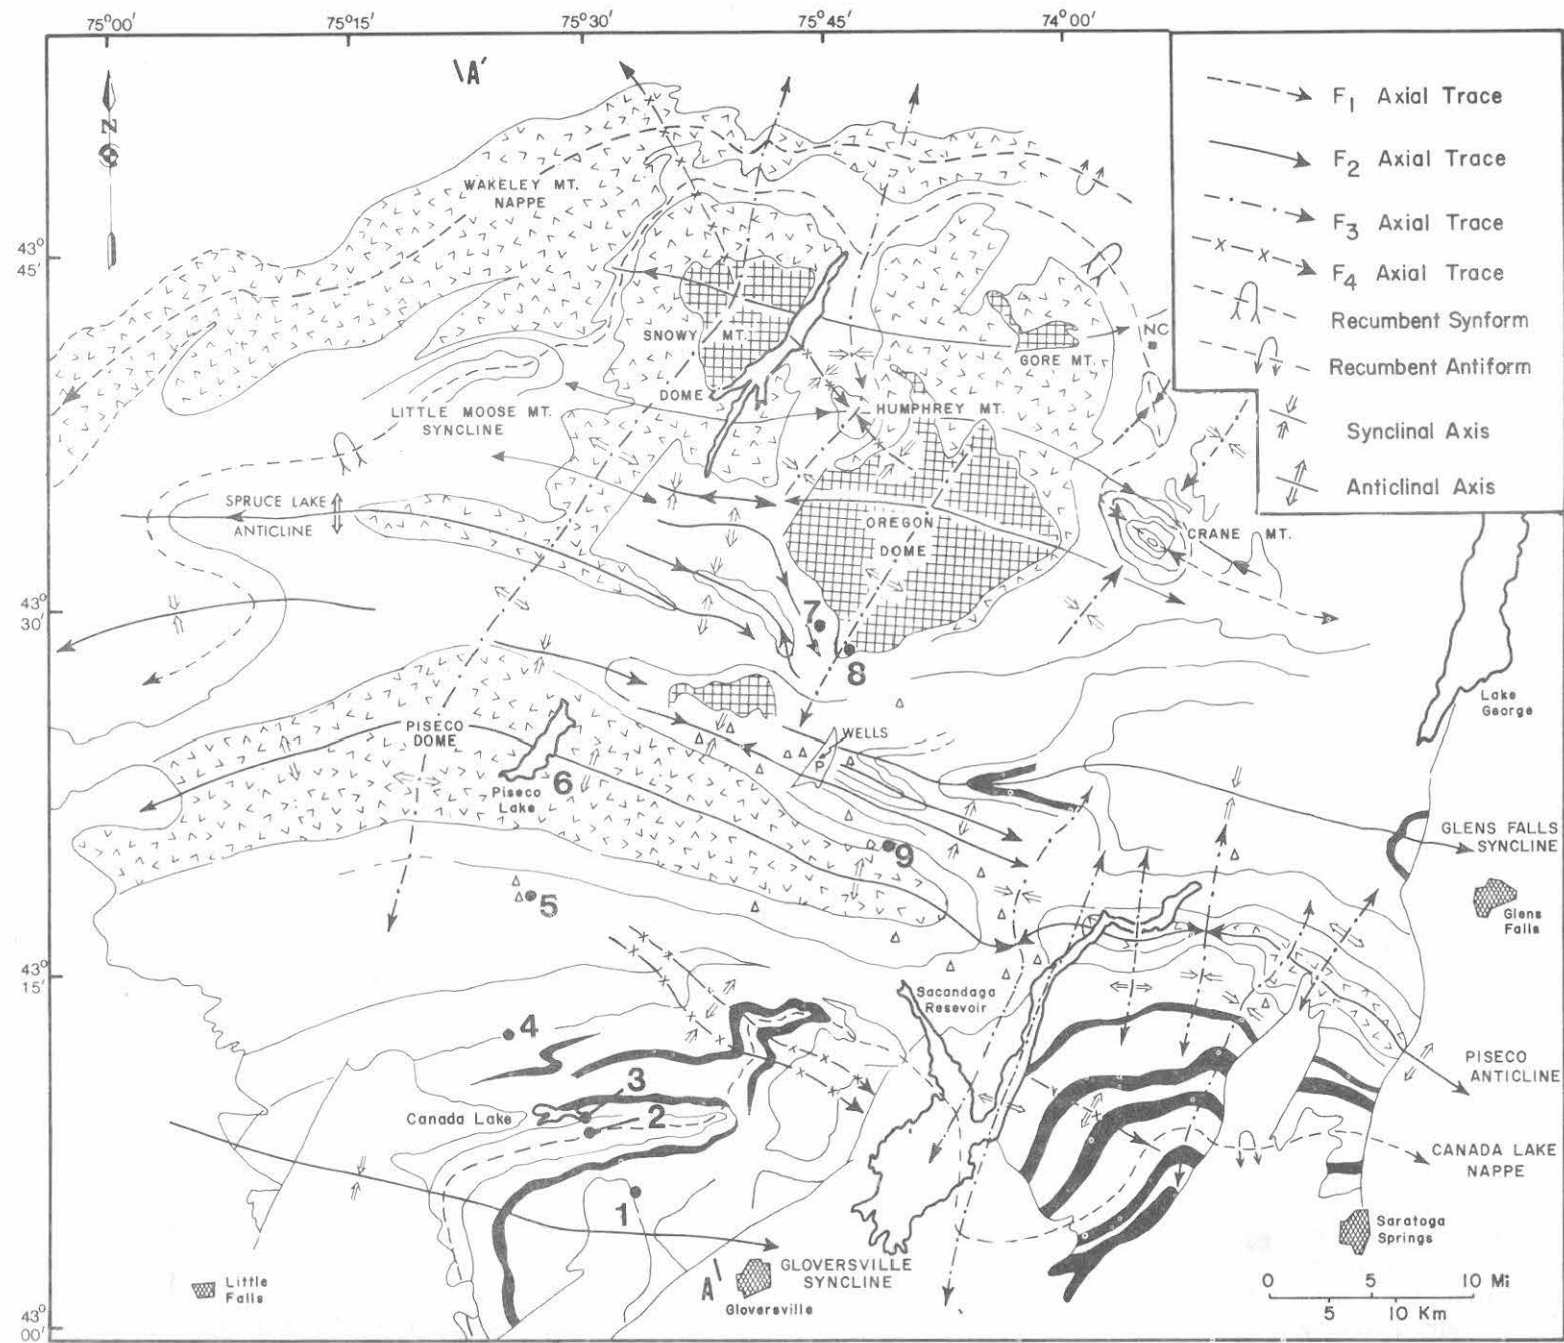 75°00'
75°15'
75°30'
75°45'
74°00'
A'
N
F1 Axial Trace
F2 Axial Trace
F3 Axial Trace
F4 Axial Trace
Recumbent Synform
Recumbent Antiform
Synclinal Axis
Anticlinal Axis
WAKELEY MT.
NAPPE
43°
45'
SNOWY MT.
DOME
NC
GORE MT.
LITTLE MOOSE MT.
SYNCLINE
HUMPHREY MT.
SPRUCE LAKE
ANTICLINE
OREGON
DOME
CRANE MT.
43°
30'
7
8
Lake
George
PISECO
DOME
WELLS
P
6
Piseco
Lake
9
GLENS FALLS
SYNCLINE
5
Glens
Falls
43°
15'
Sacandaga
Resevoir
4
3
2
Canada Lake
PISECO
ANTICLINE
CANADA LAKE
NAPPE
1
Saratoga
Springs
GLOVERSVILLE
SYNCLINE
A
Gloversville
Little
Falls
0 5 10 Mi
5 10 Km
43°
00'